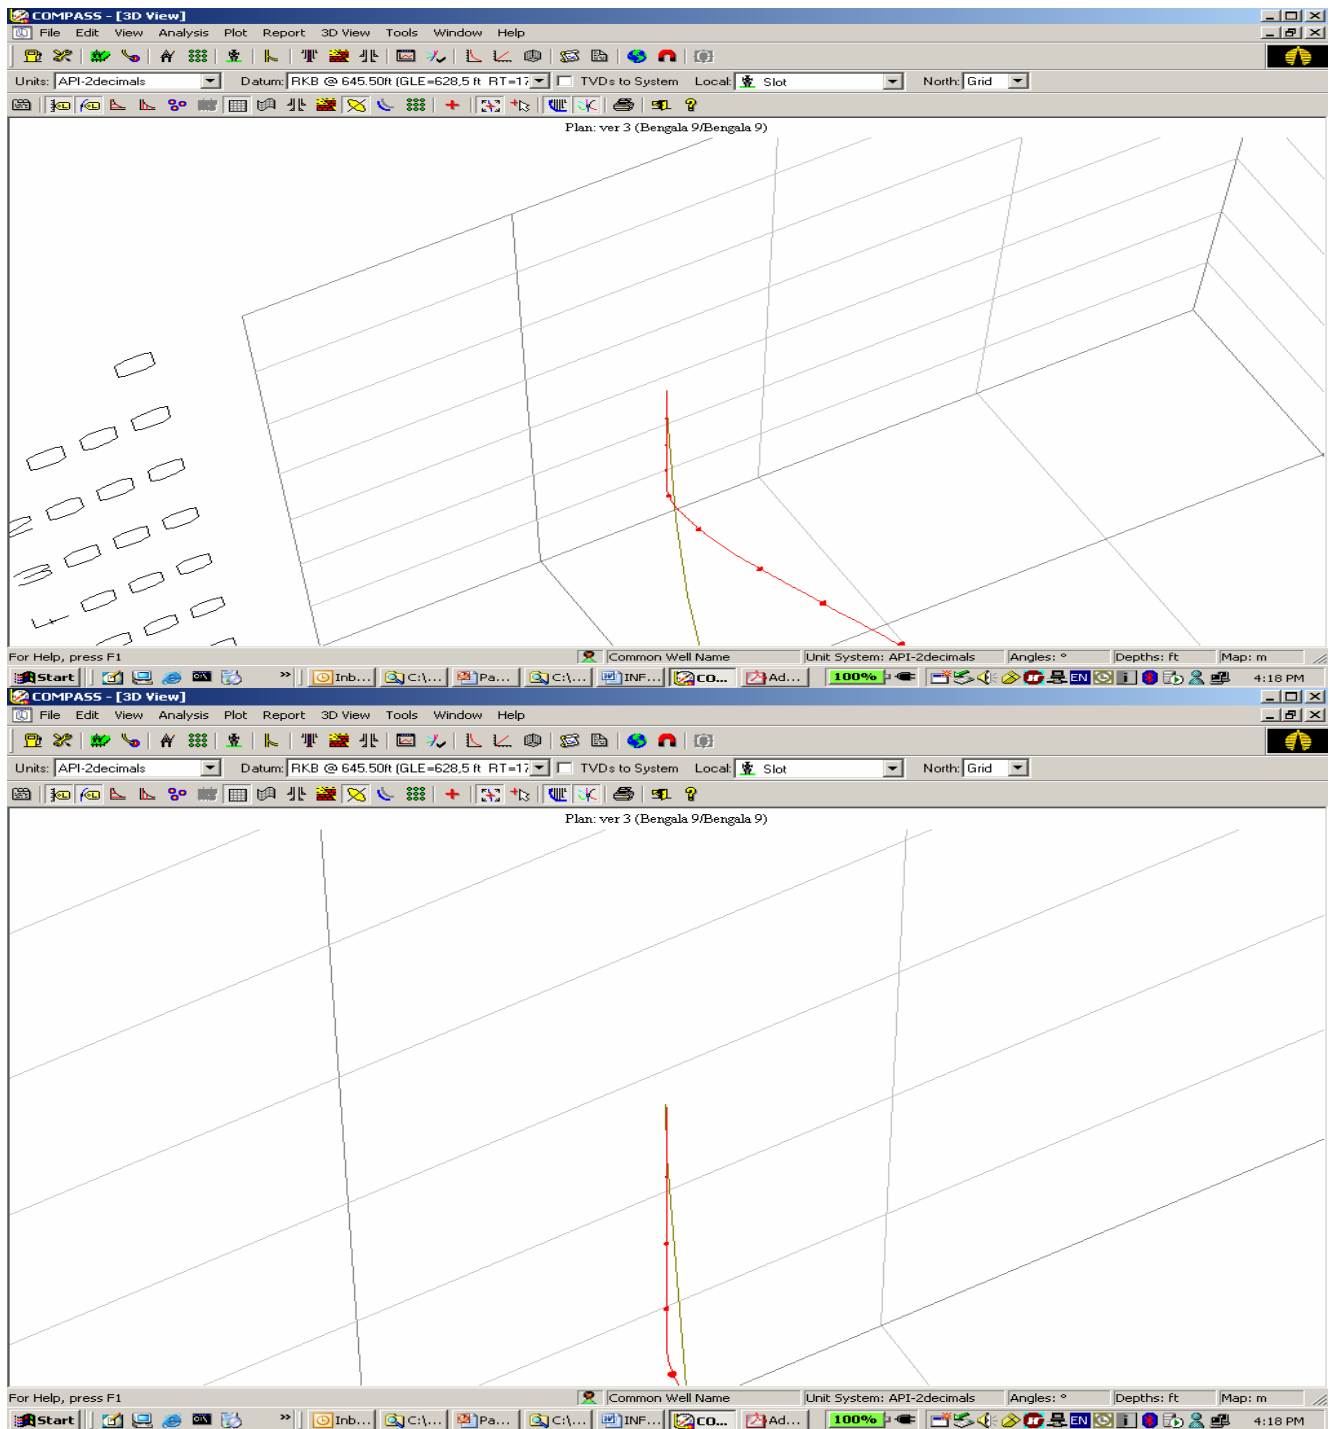 COMPASS - [3D View]
File Edit View Analysis Plot Report 3D View Tools Window Help
Units: API-2decimals Datum: RKB @ 645.50ft (GLE=628,5 ft RT=17 TVDs to System Local: Slot North: Grid
Plan: ver 3 (Bengala 9/Bengala 9)
2
3
4
For Help, press F1 Common Well Name Unit System: API-2decimals Angles: ° Depths: ft Map: m
Start » Inb... C:\... Pa... C:\... INF... CO... Ad... 100% EN 4:18 PM
COMPASS - [3D View]
File Edit View Analysis Plot Report 3D View Tools Window Help
Units: API-2decimals Datum: RKB @ 645.50ft (GLE=628,5 ft RT=17 TVDs to System Local: Slot North: Grid
Plan: ver 3 (Bengala 9/Bengala 9)
For Help, press F1 Common Well Name Unit System: API-2decimals Angles: ° Depths: ft Map: m
Start » Inb... C:\... Pa... C:\... INF... CO... Ad... 100% EN 4:18 PM